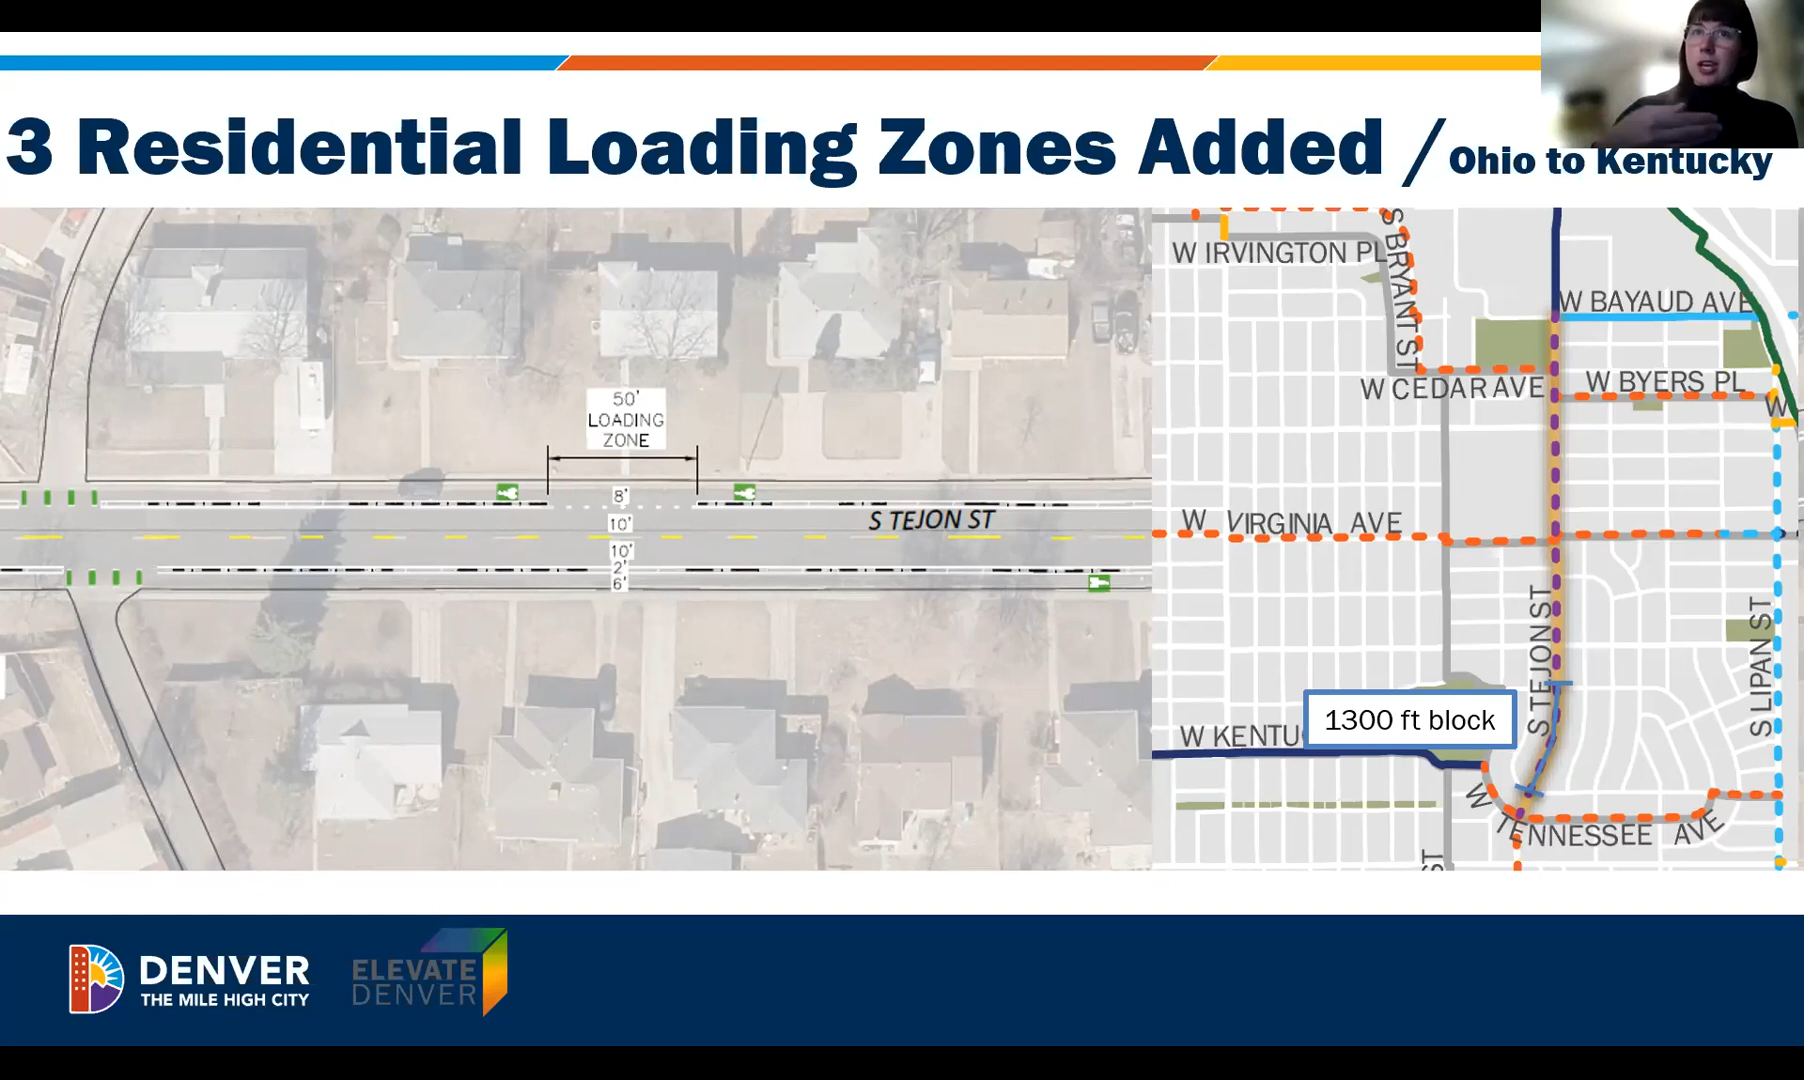 3 Residential Loading Zones Added / Ohio to Kentucky
50'
LOADING
ZONE
8'
10'
10'
2'
6'
S TEJON ST
W IRVINGTON PL
S BRYANT ST
W BAYAUD AVE
W CEDAR AVE
W BYERS PL
W
W VIRGINIA AVE
S TEJON ST
S LIPAN ST
1300 ft block
W KENTU
W TENNESSEE AVE
ST
DENVER
THE MILE HIGH CITY
ELEVATE
DENVER